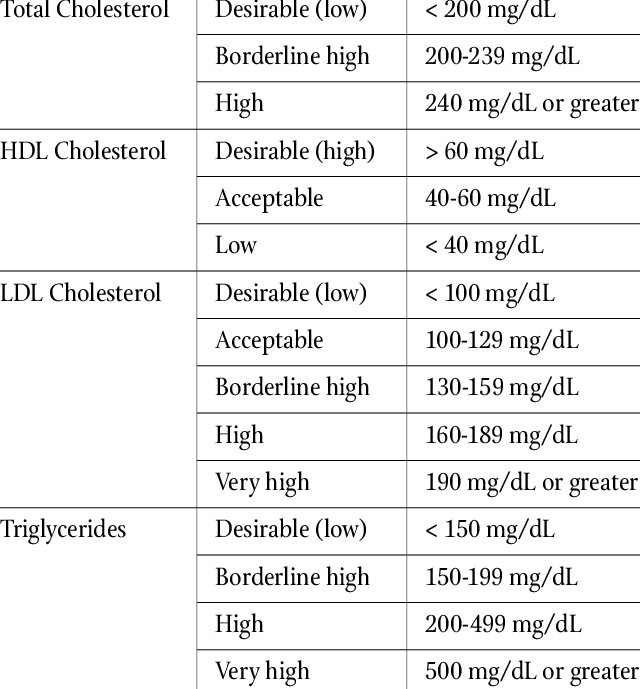 Total Cholesterol Desirable (low) < 200 mg/dL
Borderline high 200-239 mg/dL
High 240 mg/dL or greater
HDL Cholesterol Desirable (high) > 60 mg/dL
Acceptable 40-60 mg/dL
Low < 40 mg/dL
LDL Cholesterol Desirable (low) < 100 mg/dL
Acceptable 100-129 mg/dL
Borderline high 130-159 mg/dL
High 160-189 mg/dL
Very high 190 mg/dL or greater
Triglycerides Desirable (low) < 150 mg/dL
Borderline high 150-199 mg/dL
High 200-499 mg/dL
Very high 500 mg/dL or greater